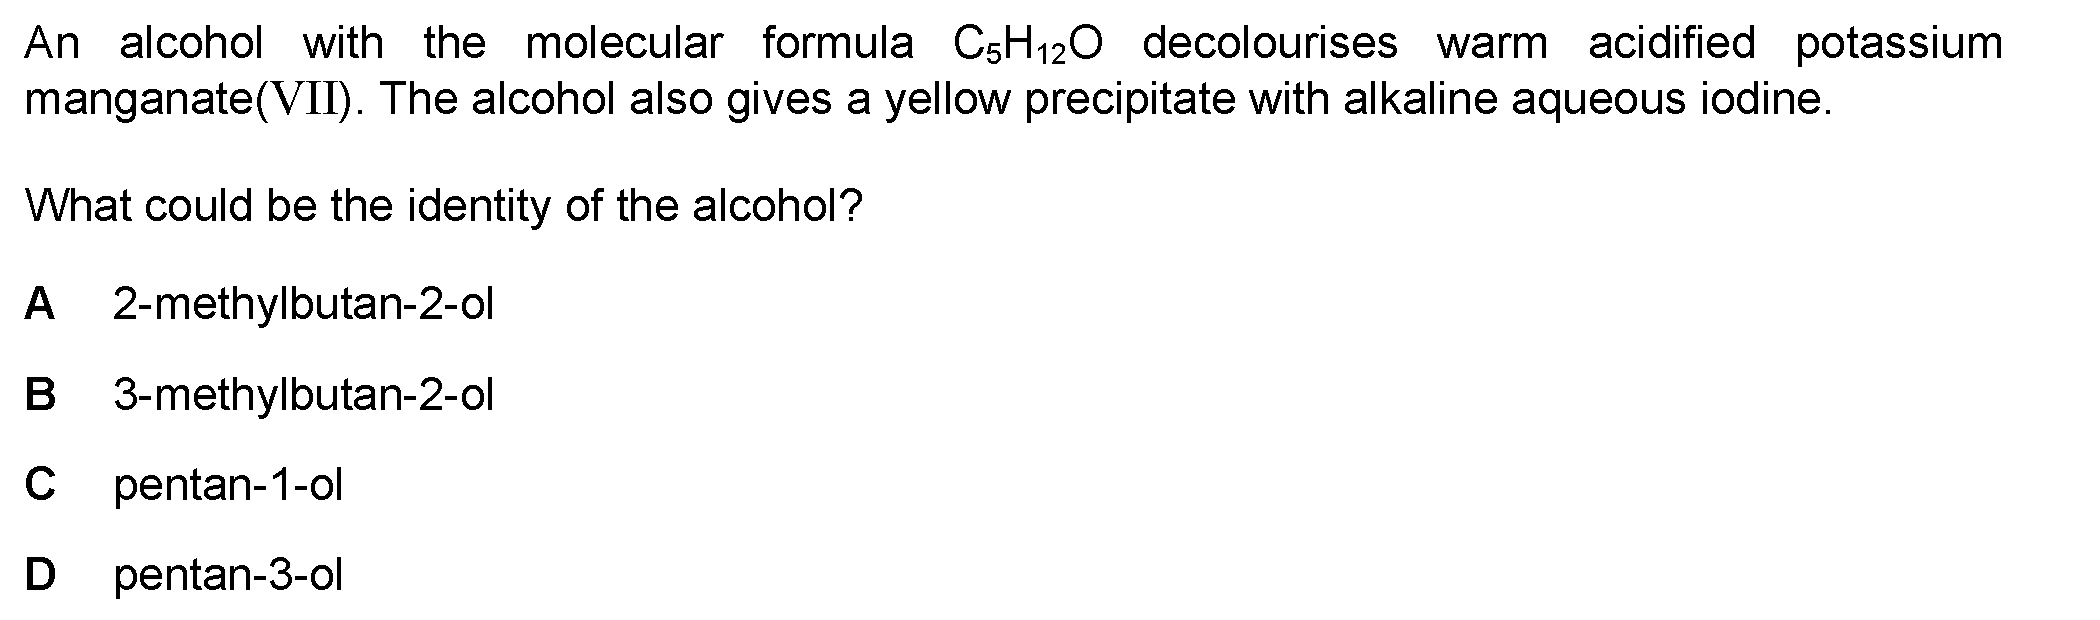 An alcohol with the molecular formula C₅H₁₂O decolourises warm acidified potassium
manganate(VII). The alcohol also gives a yellow precipitate with alkaline aqueous iodine.
What could be the identity of the alcohol?
A 2-methylbutan-2-ol
B 3-methylbutan-2-ol
C pentan-1-ol
D pentan-3-ol